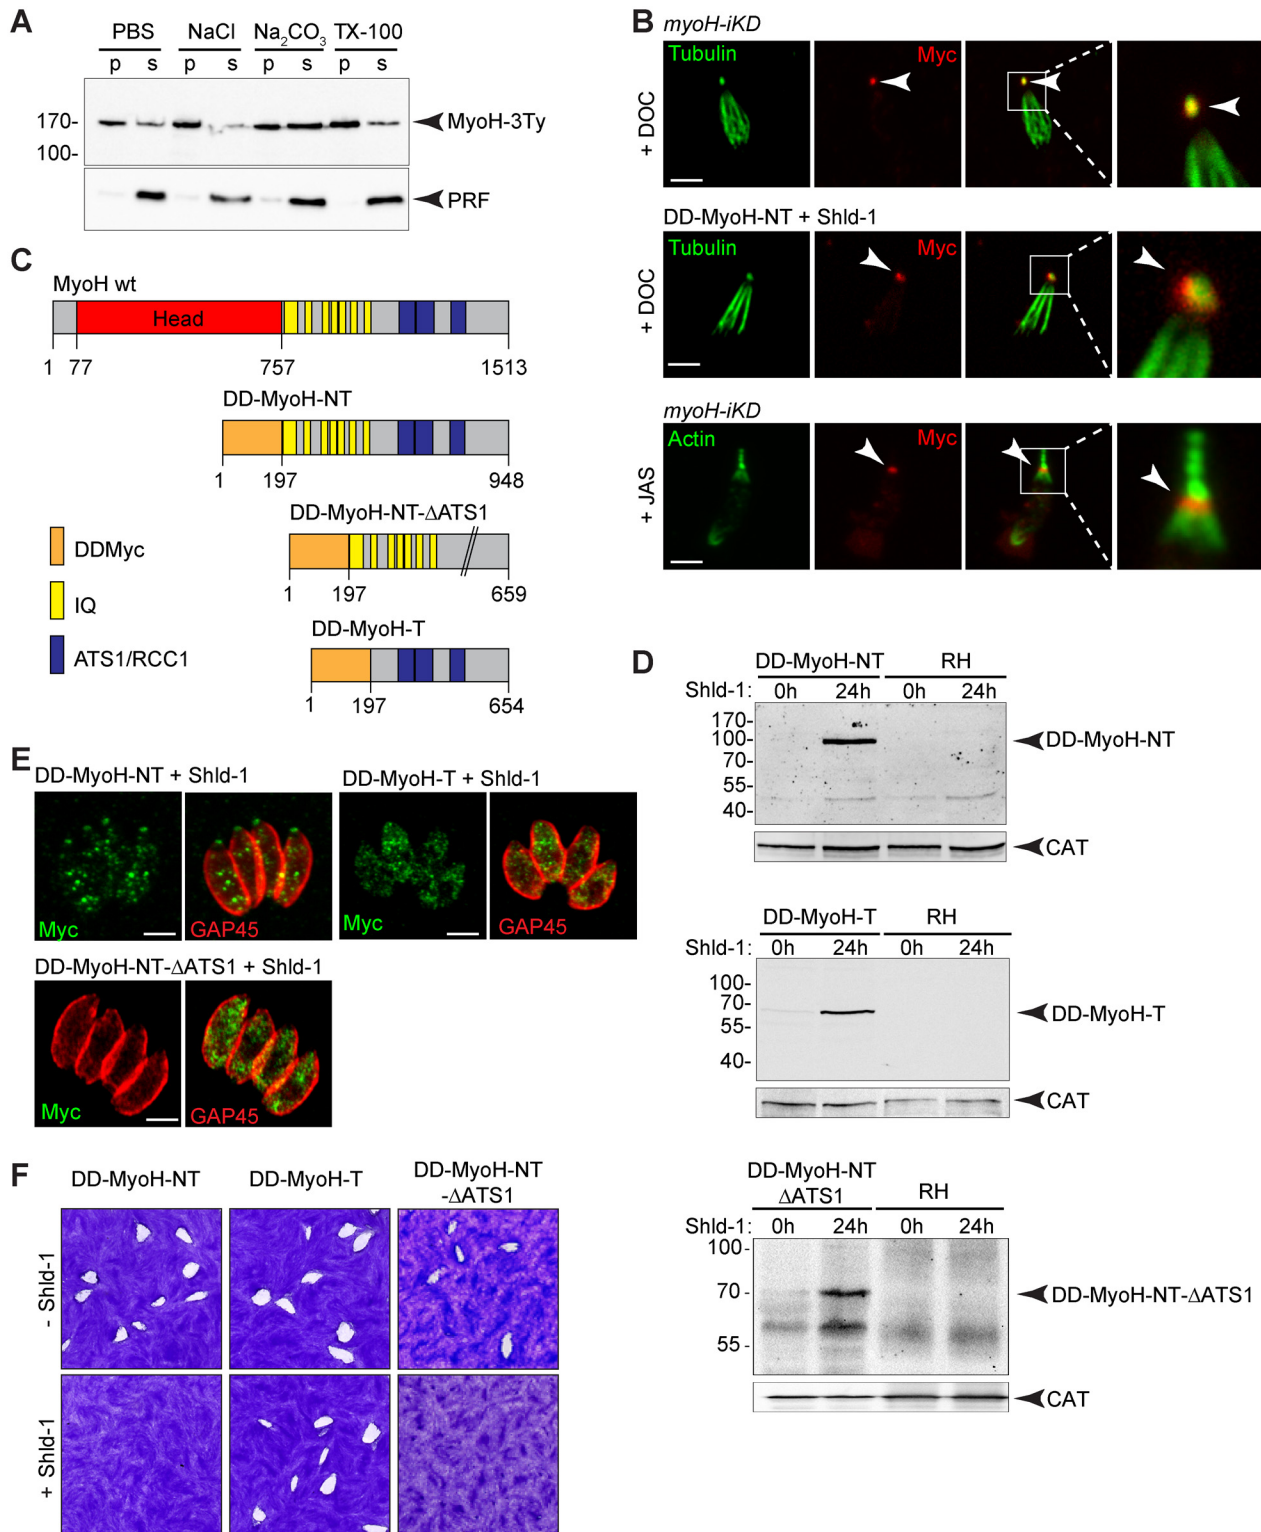 A
PBS NaCl Na2CO3 TX-100
p s p s p s p s
170-
100-
MyoH-3Ty
PRF
B
myoH-iKD
+ DOC
Tubulin
Myc
DD-MyoH-NT + Shld-1
+ DOC
Tubulin
Myc
myoH-iKD
+ JAS
Actin
Myc
C
MyoH wt
Head
1 77 757 1513
DD-MyoH-NT
1 197 948
DD-MyoH-NT-ΔATS1
1 197 659
DD-MyoH-T
1 197 654
DDMyc
IQ
ATS1/RCC1
D
DD-MyoH-NT RH
Shld-1: 0h 24h 0h 24h
170-
100-
70-
55-
40-
DD-MyoH-NT
CAT
DD-MyoH-T RH
Shld-1: 0h 24h 0h 24h
100-
70-
55-
40-
DD-MyoH-T
CAT
DD-MyoH-NT
ΔATS1
RH
Shld-1: 0h 24h 0h 24h
100-
70-
55-
DD-MyoH-NT-ΔATS1
CAT
E
DD-MyoH-NT + Shld-1
Myc
GAP45
DD-MyoH-T + Shld-1
Myc
GAP45
DD-MyoH-NT-ΔATS1 + Shld-1
Myc
GAP45
F
DD-MyoH-NT
DD-MyoH-T
DD-MyoH-NT
-ΔATS1
- Shld-1
+ Shld-1